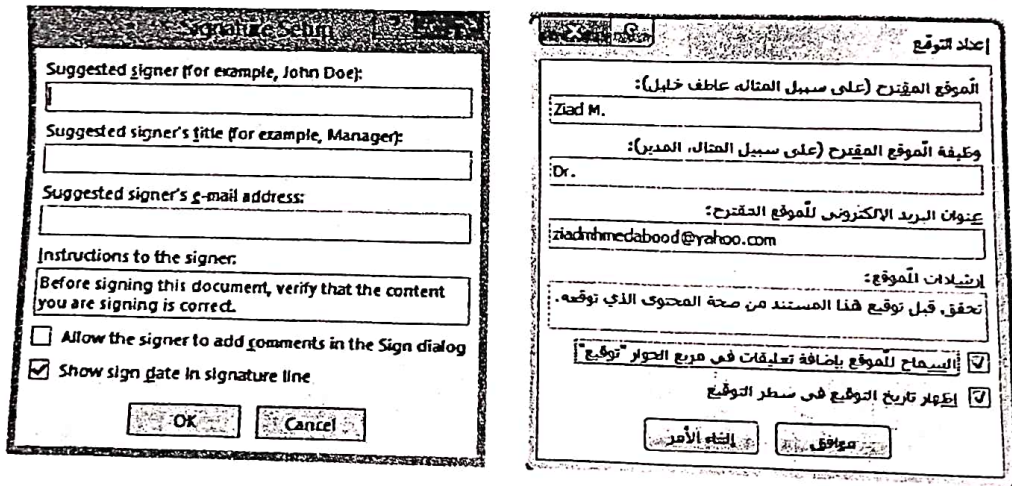 Signature Setup
Suggested signer (for example, John Doe):
Suggested signer's title (for example, Manager):
Suggested signer's e-mail address:
Instructions to the signer:
Before signing this document, verify that the content
you are signing is correct.
Allow the signer to add comments in the Sign dialog
Show sign date in signature line
OK
Cancel
إعداد التوقّع
الموقع المقترح (على سبيل المثال، عاطف خليل):
Ziad M.
وظيفة الموقع المقترح (على سبيل المثال، المدير):
Dr.
عنوان البريد الإلكتروني للموقع المقترح:
ziadmhmedabood@yahoo.com
إرشادات للموقع:
تحقق، قبل توقيع هذا المستند من صحة المحتوى الذي توقعه.
السماح للموقع بإضافة تعليقات في مربع الحوار "توقيع"
إظهار تاريخ التوقيع في سطر التوقيع
موافق
إلغاء الأمر